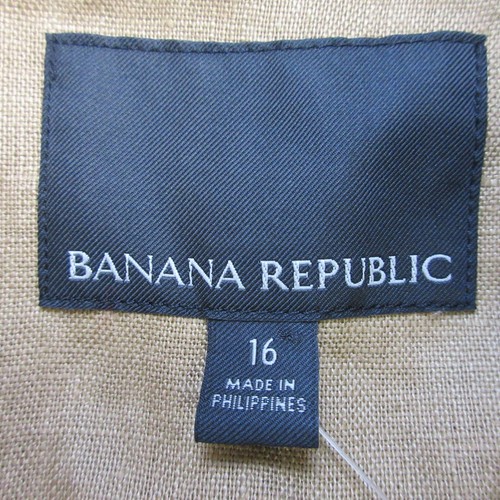 BANANA REPUBLIC
16
MADE IN
PHILIPPINES